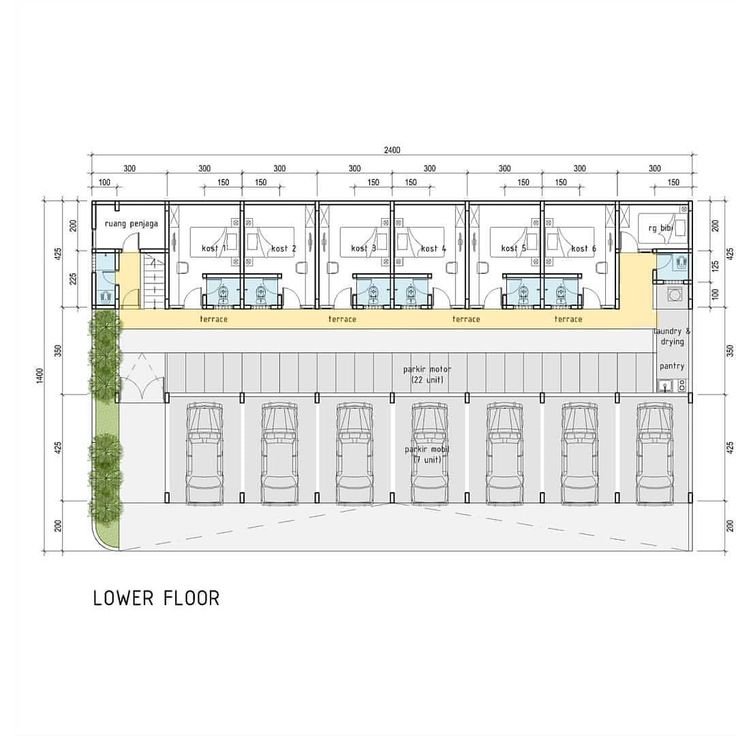 2400
300 300 300 300 300 300 300 300
100 150 150 150 150 150 150 150
200
425
225
ruang penjaga
kost 1
kost 2
kost 3
kost 4
kost 5
kost 6
rg bibi
200
425
125
100
terrace
terrace
terrace
terrace
laundry &
drying
350
1400
parkir motor
(22 unit)
pantry
350
425
parkir mobil
(7 unit)
425
200
200
LOWER FLOOR